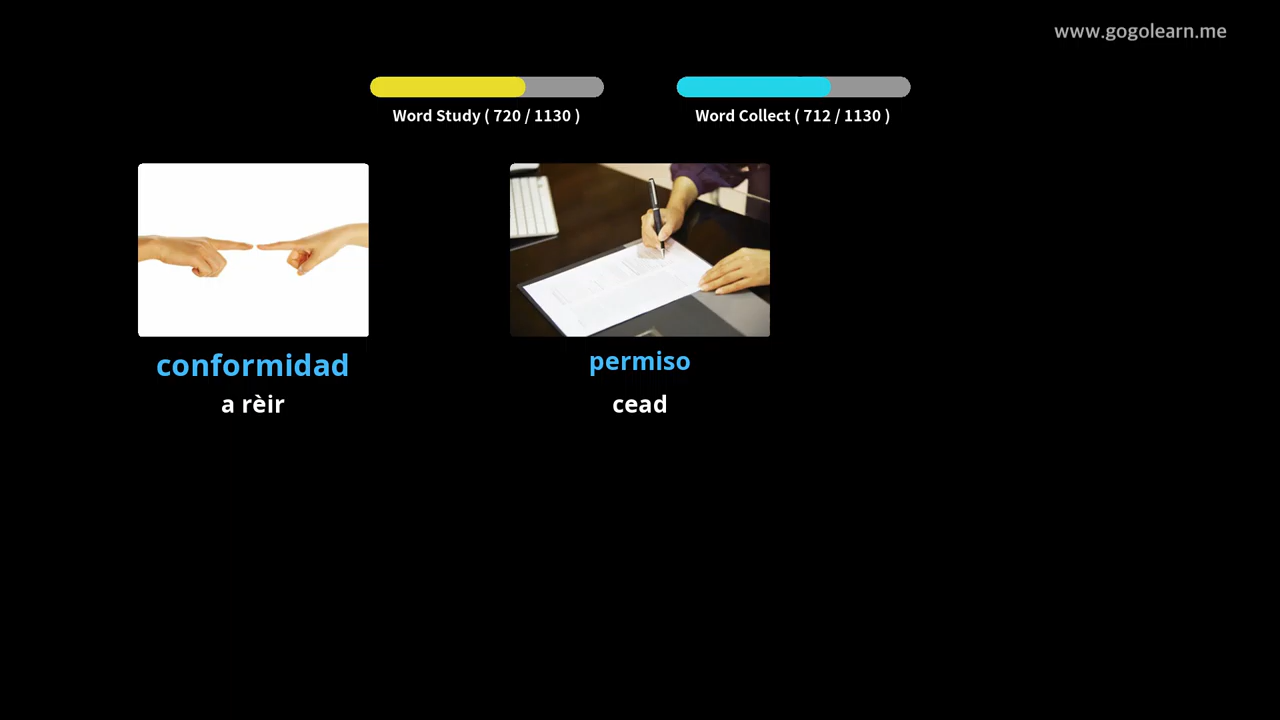 www.gogolearn.me
Word Study ( 720 / 1130 )
Word Collect ( 712 / 1130 )
conformidad
a rèir
permiso
cead